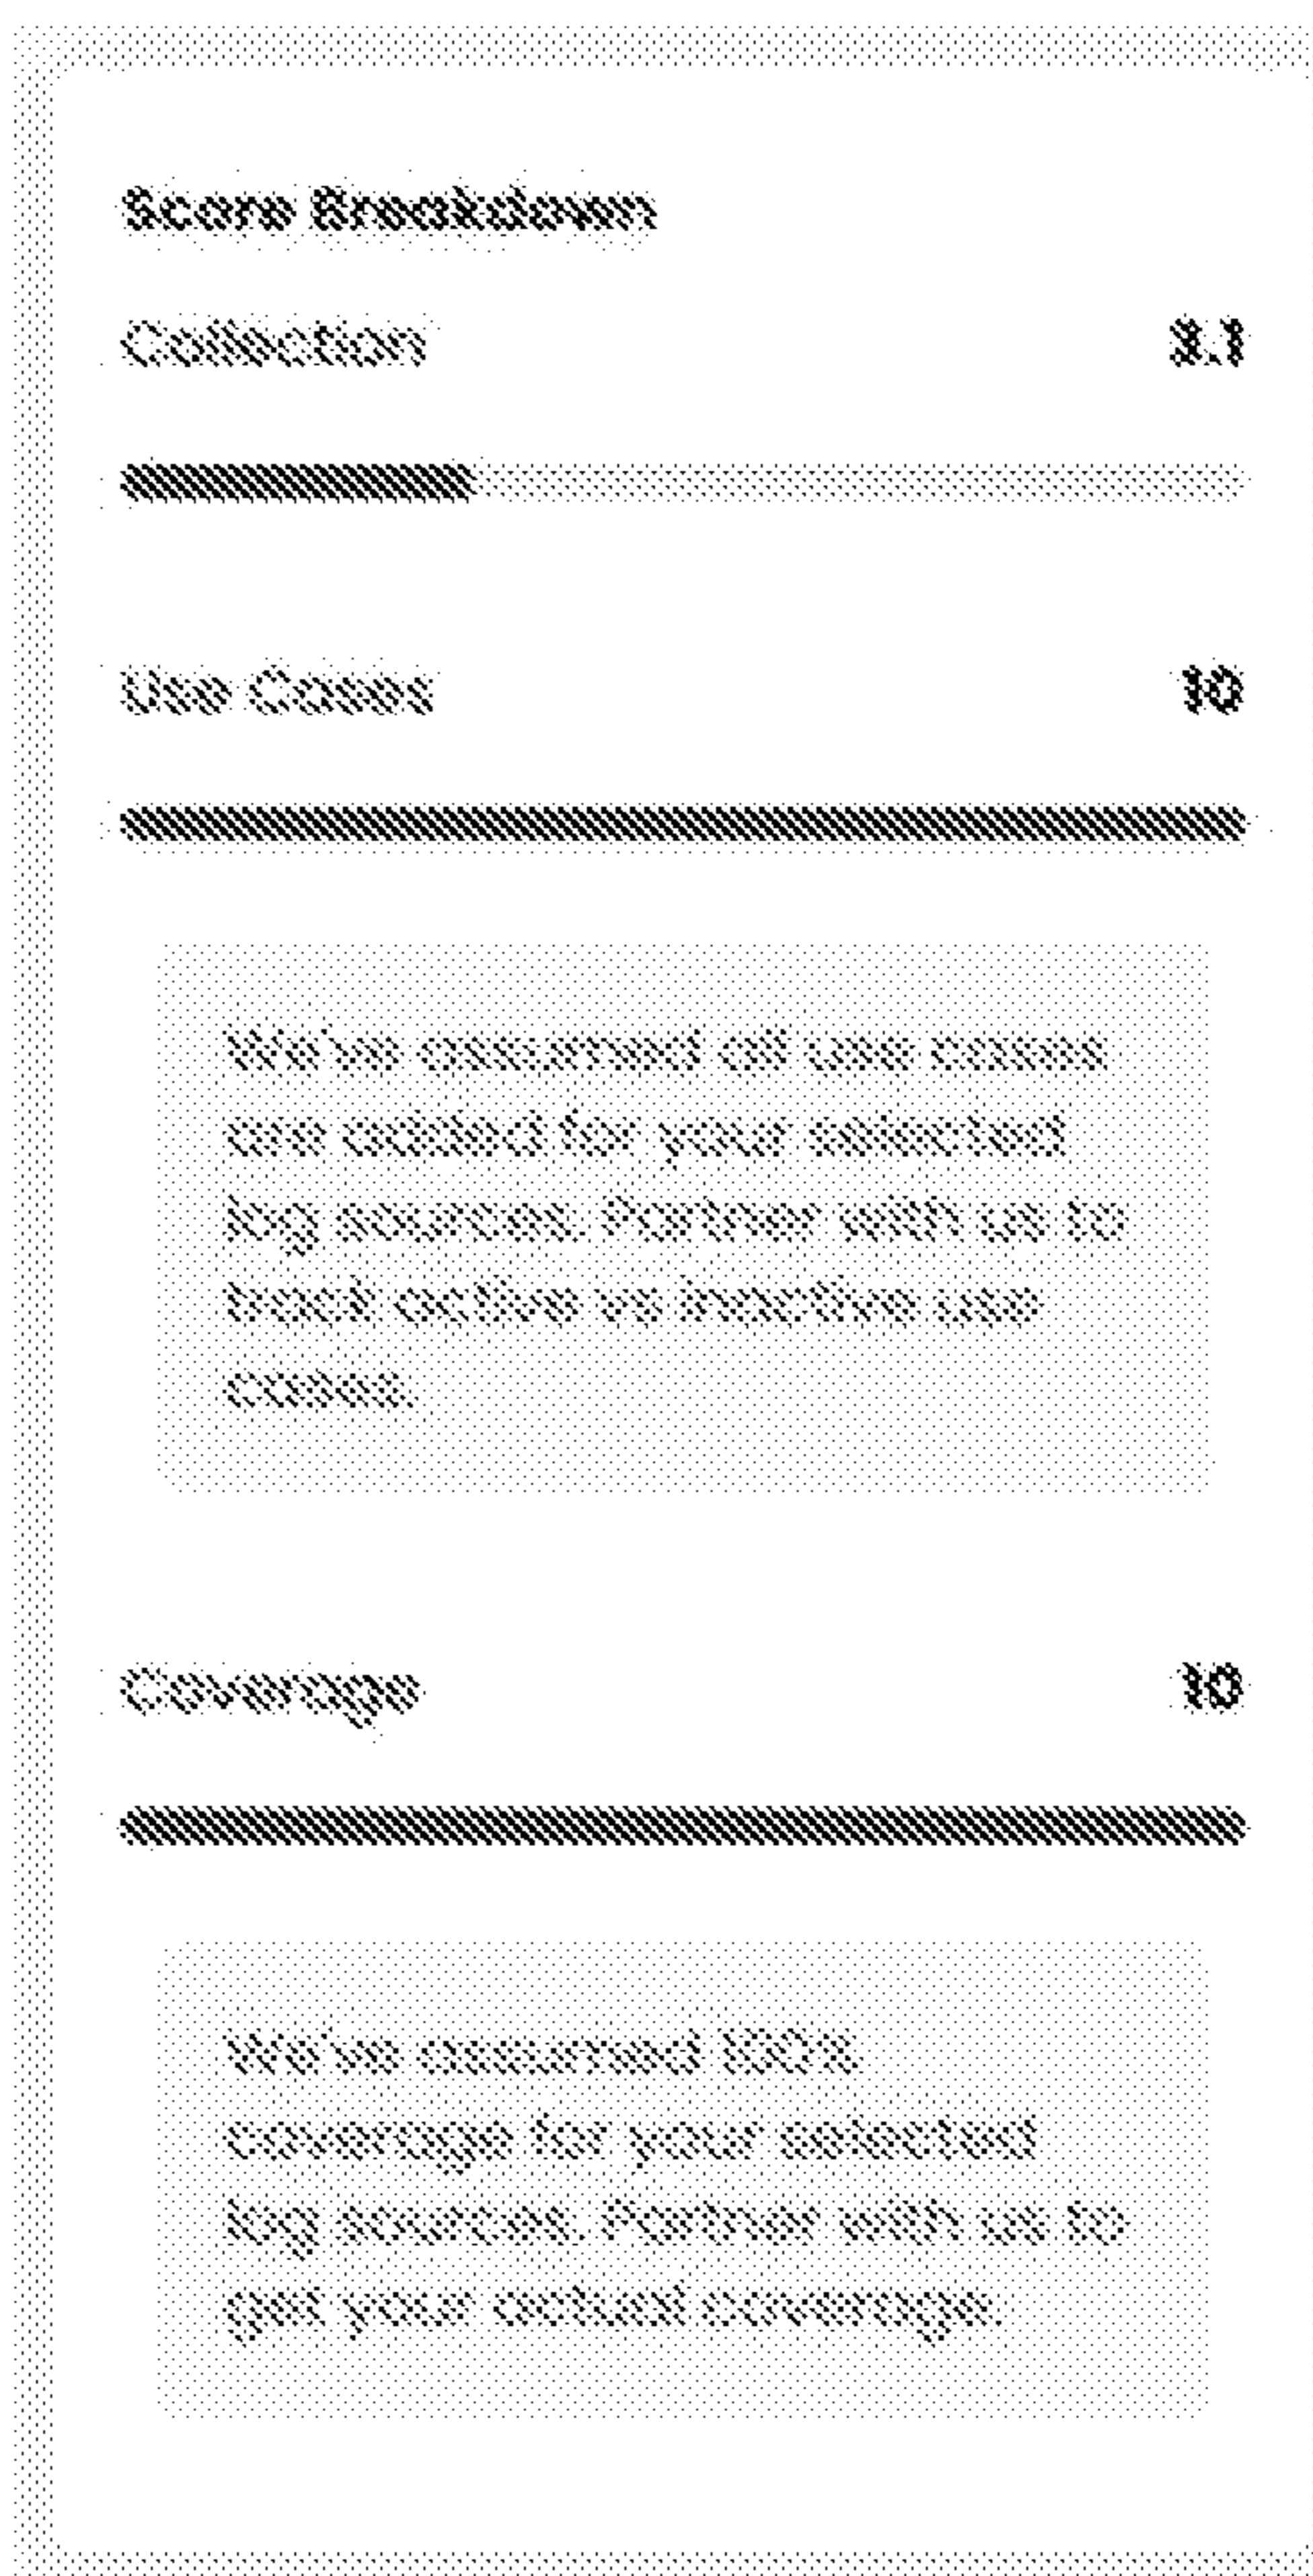 Score Breakdown
Collection 3.1
Use Cases 10
We've assumed all use cases
are added for your selected
log sources. Partner with us to
track active vs inactive use
cases.
Coverage 10
We've assumed 100%
coverage for your selected
log sources. Partner with us to
get your actual coverage.